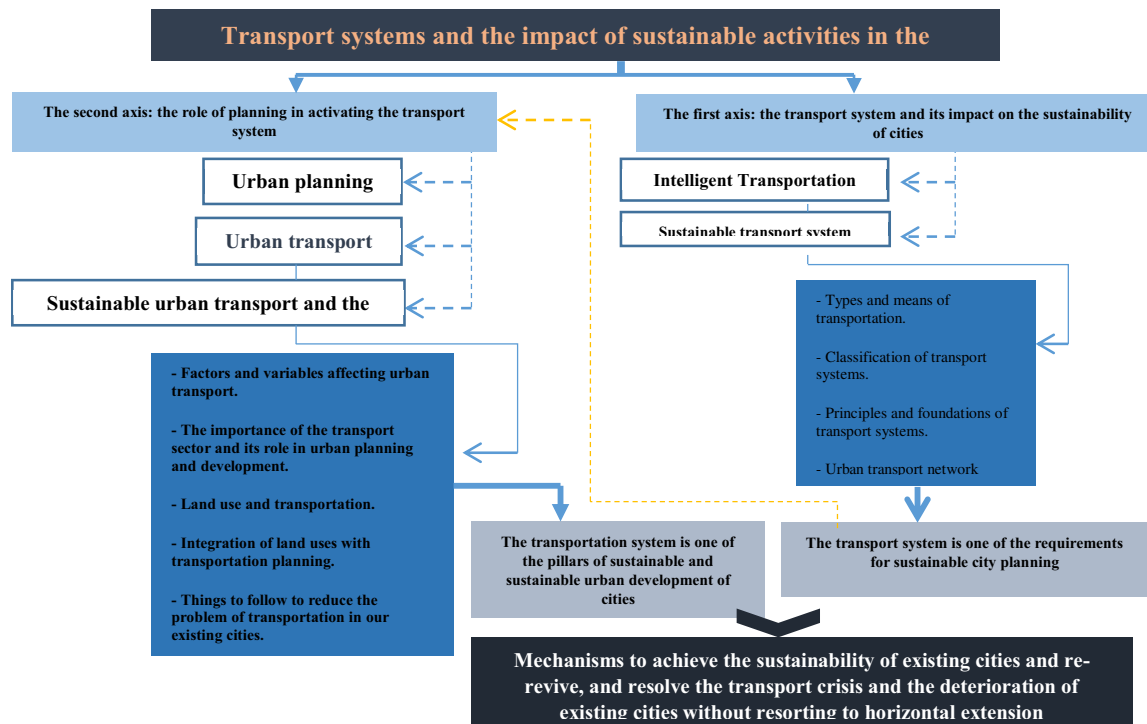 Transport systems and the impact of sustainable activities in the
The second axis: the role of planning in activating the transport
system
The first axis: the transport system and its impact on the sustainability
of cities
Urban planning
Urban transport
Sustainable urban transport and the
Intelligent Transportation
Sustainable transport system
- Factors and variables affecting urban
transport.
- The importance of the transport
sector and its role in urban planning
and development.
- Land use and transportation.
- Integration of land uses with
transportation planning.
- Things to follow to reduce the
problem of transportation in our
existing cities.
- Types and means of
transportation.
- Classification of transport
systems.
- Principles and foundations of
transport systems.
- Urban transport network
The transportation system is one of
the pillars of sustainable and
sustainable urban development of
cities
The transport system is one of the requirements
for sustainable city planning
Mechanisms to achieve the sustainability of existing cities and re-
revive, and resolve the transport crisis and the deterioration of
existing cities without resorting to horizontal extension